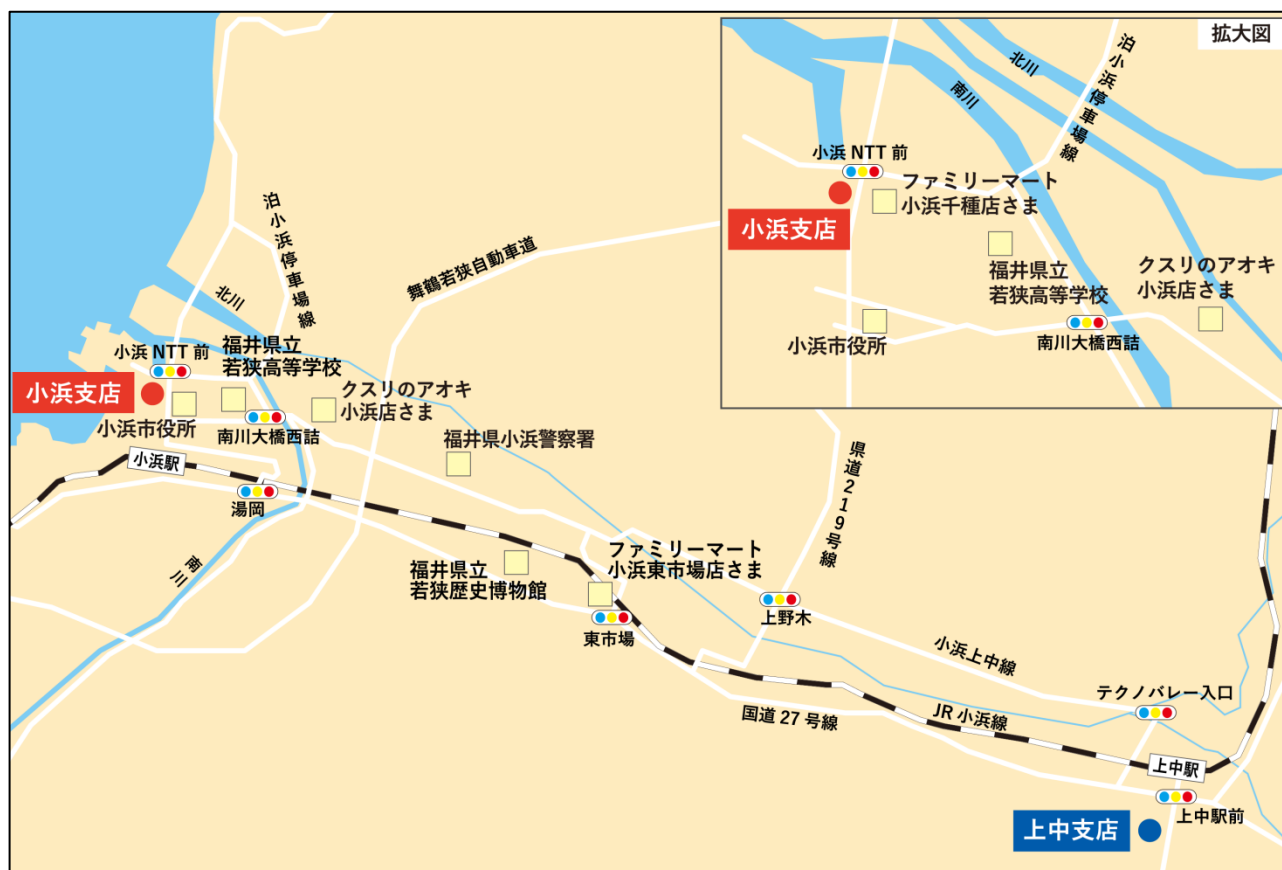 拡大図
北川
南川
泊小浜停車場線
小浜NTT前
ファミリーマート
小浜千種店さま
小浜支店
福井県立
若狭高等学校
クスリのアオキ
小浜店さま
小浜市役所
南川大橋西詰
泊小浜停車場線
舞鶴若狭自動車道
北川
小浜NTT前
福井県立
若狭高等学校
小浜支店
クスリのアオキ
小浜店さま
小浜市役所
南川大橋西詰
福井県小浜警察署
小浜駅
湯岡
県道219号線
南川
福井県立
若狭歴史博物館
ファミリーマート
小浜東市場店さま
東市場
上野木
小浜上中線
テクノバレー入口
国道27号線
JR小浜線
上中駅
上中駅前
上中支店